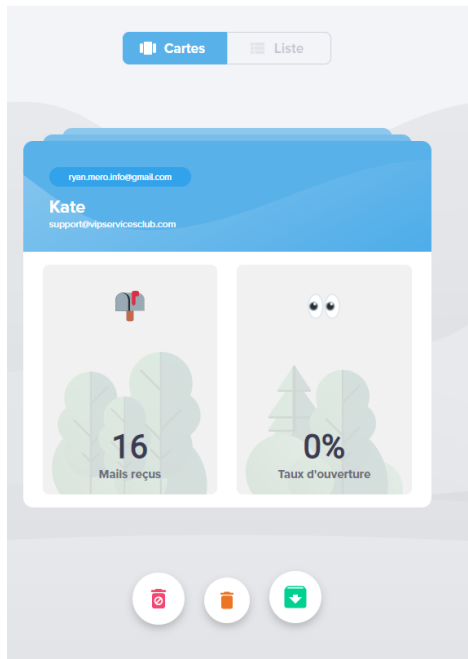 Cartes
Liste
ryan.mero.info@gmail.com
Kate
support@vipservicesclub.com
16
Mails reçus
0%
Taux d'ouverture